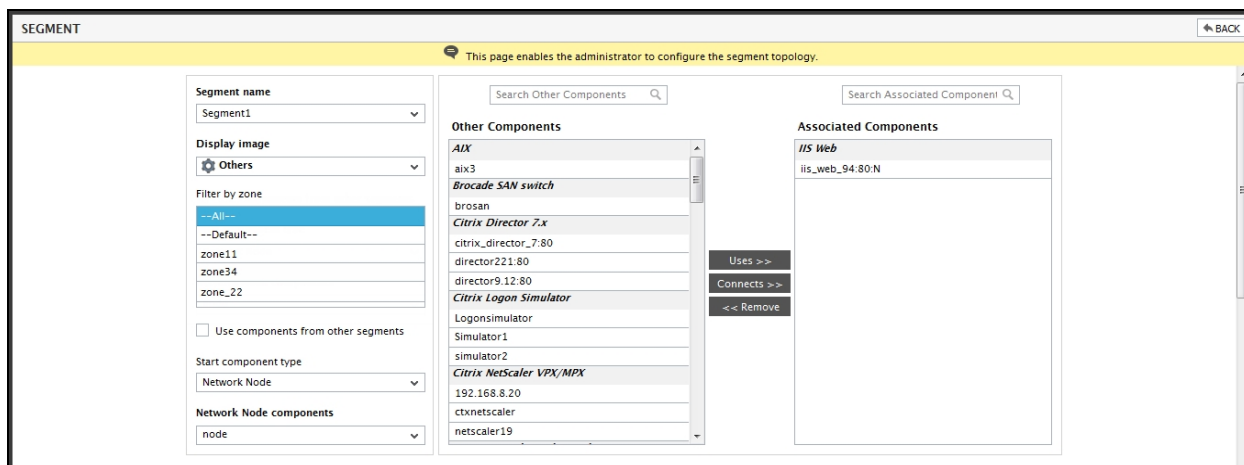 SEGMENT
BACK
This page enables the administrator to configure the segment topology.
Segment name
Segment1
Display image
Others
Filter by zone
--All--
--Default--
zone11
zone34
zone_22
Use components from other segments
Start component type
Network Node
Network Node components
node
Search Other Components
Other Components
AIX
aix3
Brocade SAN switch
brosan
Citrix Director 7.x
citrix_director_7:80
director221:80
director9.12:80
Citrix Logon Simulator
Logonsimulator
Simulator1
simulator2
Citrix NetScaler VPX/MPX
192.168.8.20
ctxnetscaler
netscaler19
Uses >>
Connects >>
<< Remove
Search Associated Component
Associated Components
IIS Web
iis_web_94:80:N